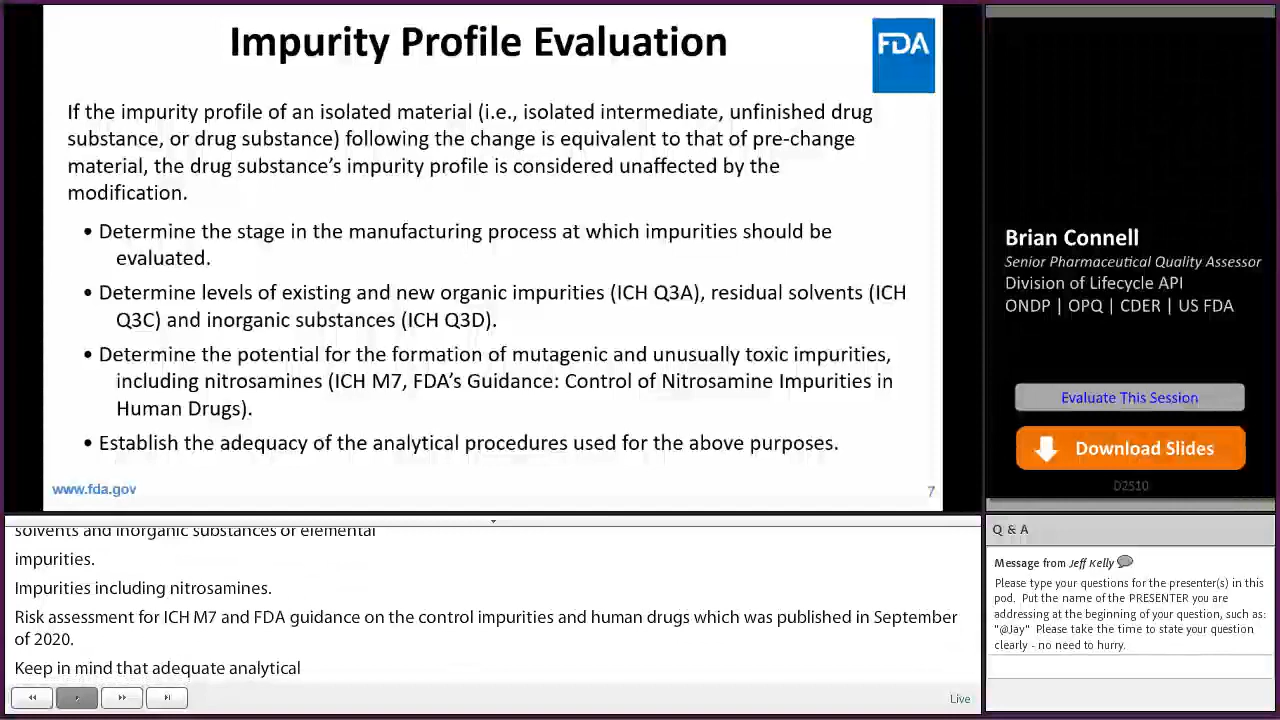 Impurity Profile Evaluation
FDA
If the impurity profile of an isolated material (i.e., isolated intermediate, unfinished drug
substance, or drug substance) following the change is equivalent to that of pre-change
material, the drug substance’s impurity profile is considered unaffected by the
modification.
• Determine the stage in the manufacturing process at which impurities should be
evaluated.
• Determine levels of existing and new organic impurities (ICH Q3A), residual solvents (ICH
Q3C) and inorganic substances (ICH Q3D).
• Determine the potential for the formation of mutagenic and unusually toxic impurities,
including nitrosamines (ICH M7, FDA’s Guidance: Control of Nitrosamine Impurities in
Human Drugs).
• Establish the adequacy of the analytical procedures used for the above purposes.
www.fda.gov
7
Brian Connell
Senior Pharmaceutical Quality Assessor
Division of Lifecycle API
ONDP | OPQ | CDER | US FDA
Evaluate This Session
Download Slides
D2S10
solvents and inorganic substances or elemental
impurities.
Impurities including nitrosamines.
Risk assessment for ICH M7 and FDA guidance on the control impurities and human drugs which was published in September
of 2020.
Keep in mind that adequate analytical
Live
Q & A
Message from Jeff Kelly
Please type your questions for the presenter(s) in this
pod. Put the name of the PRESENTER you are
addressing at the beginning of your question, such as:
"@Jay" Please take the time to state your question
clearly - no need to hurry.